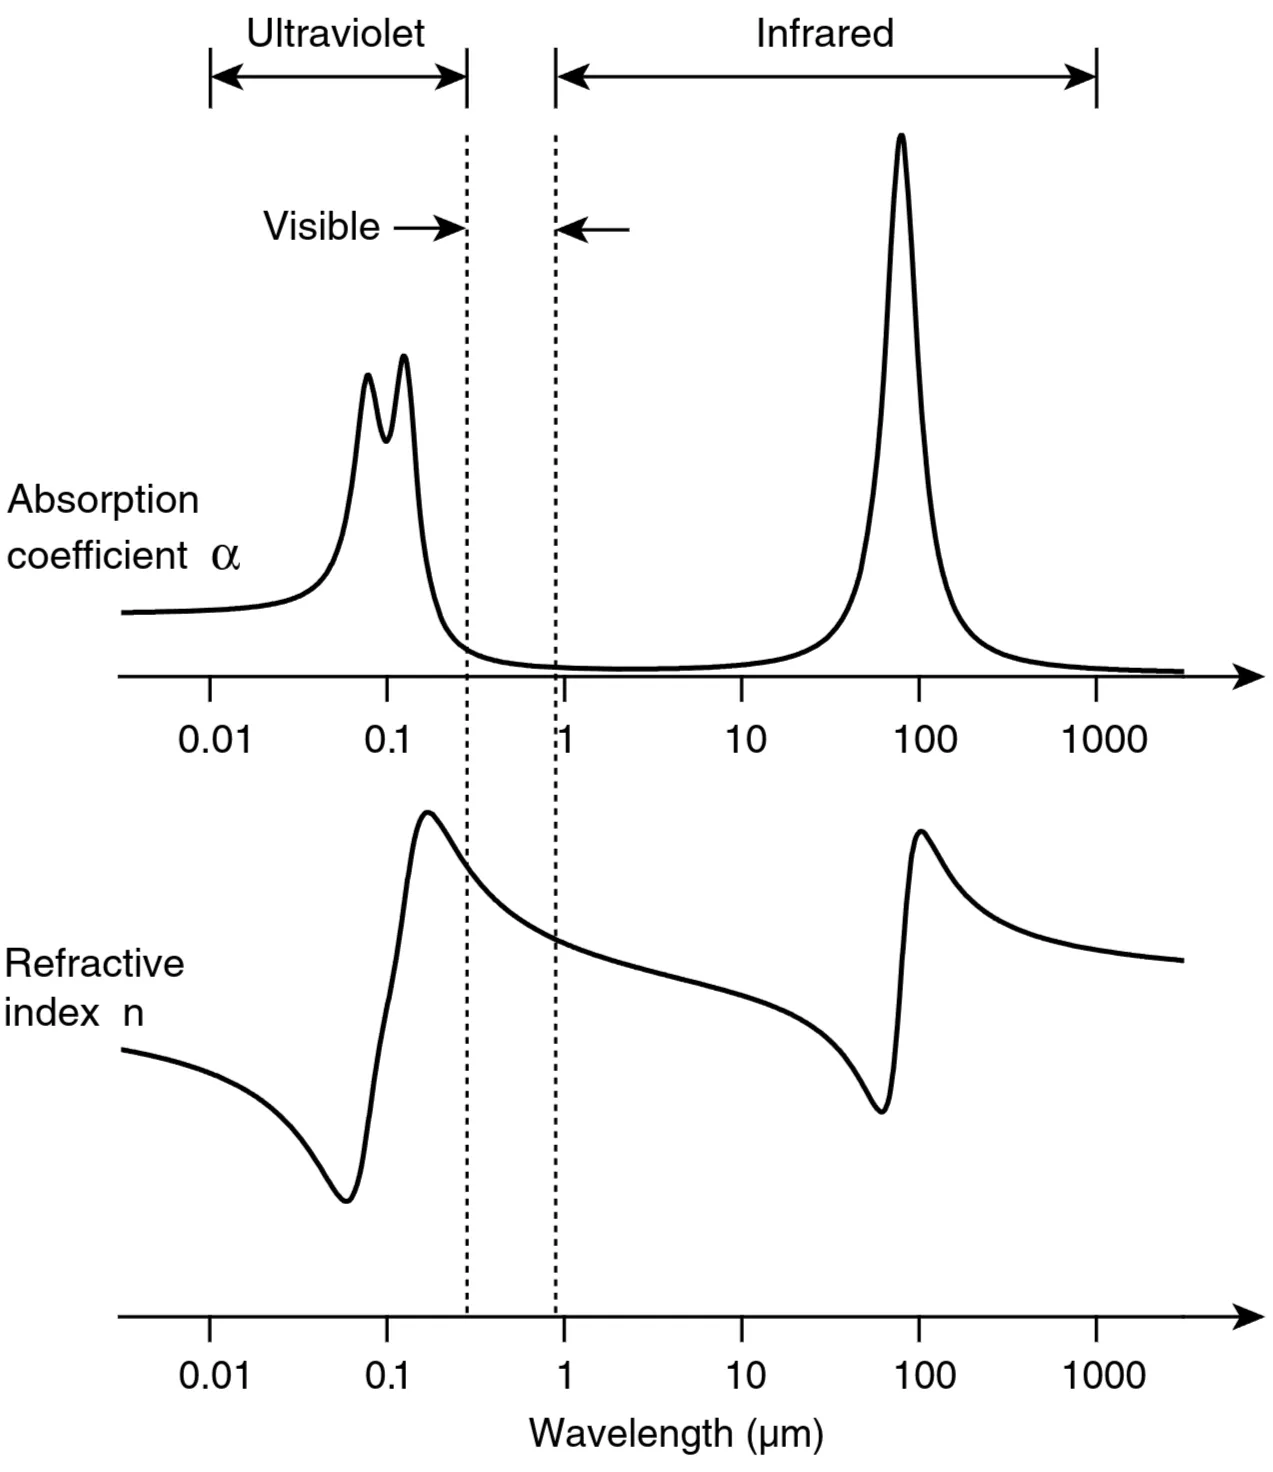 Ultraviolet
Infrared
Visible
Absorption
coefficient α
0.01 0.1 1 10 100 1000
Refractive
index n
0.01 0.1 1 10 100 1000
Wavelength (μm)